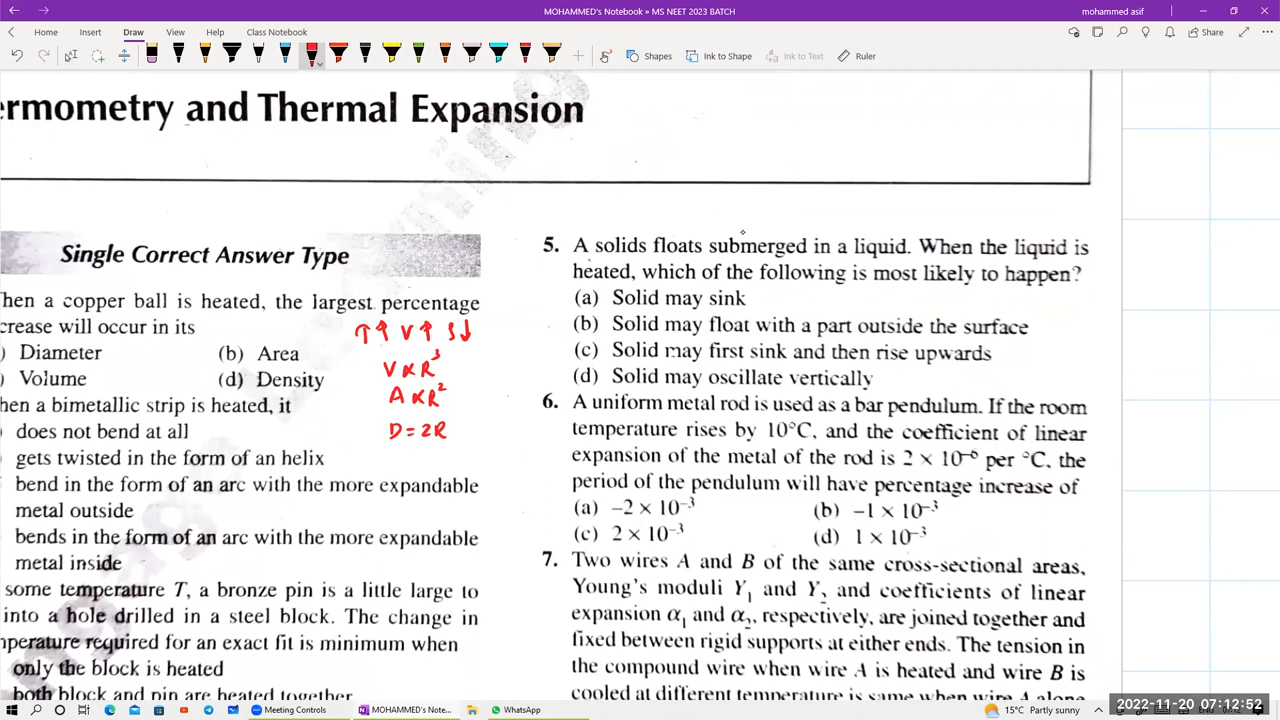 MOHAMMED's Notebook » MS NEET 2023 BATCH
mohammed asif
Home Insert Draw View Help Class Notebook
Share
Shapes Ink to Shape Ink to Text Ruler
ermometry and Thermal Expansion
Single Correct Answer Type
hen a copper ball is heated, the largest percentage
crease will occur in its
) Diameter (b) Area
) Volume (d) Density
↑↑ V↑ ρ↓
V∝R³
A∝R²
D=2R
hen a bimetallic strip is heated, it
does not bend at all
gets twisted in the form of an helix
bend in the form of an arc with the more expandable
metal outside
bends in the form of an arc with the more expandable
metal inside
some temperature T, a bronze pin is a little large to
into a hole drilled in a steel block. The change in
perature required for an exact fit is minimum when
only the block is heated
both block and pin are heated together
5. A solids floats submerged in a liquid. When the liquid is
heated, which of the following is most likely to happen?
(a) Solid may sink
(b) Solid may float with a part outside the surface
(c) Solid may first sink and then rise upwards
(d) Solid may oscillate vertically
6. A uniform metal rod is used as a bar pendulum. If the room
temperature rises by 10°C, and the coefficient of linear
expansion of the metal of the rod is 2 × 10⁻⁶ per °C, the
period of the pendulum will have percentage increase of
(a) –2 × 10⁻³ (b) –1 × 10⁻³
(c) 2 × 10⁻³ (d) 1 × 10⁻³
7. Two wires A and B of the same cross-sectional areas,
Young's moduli Y₁ and Y₂ and coefficients of linear
expansion α₁ and α₂, respectively, are joined together and
fixed between rigid supports at either ends. The tension in
the compound wire when wire A is heated and wire B is
cooled at different temperature is same when wire A alone
Meeting Controls MOHAMMED's Note... WhatsApp
15°C Partly sunny
2022-11-20 07:12:52